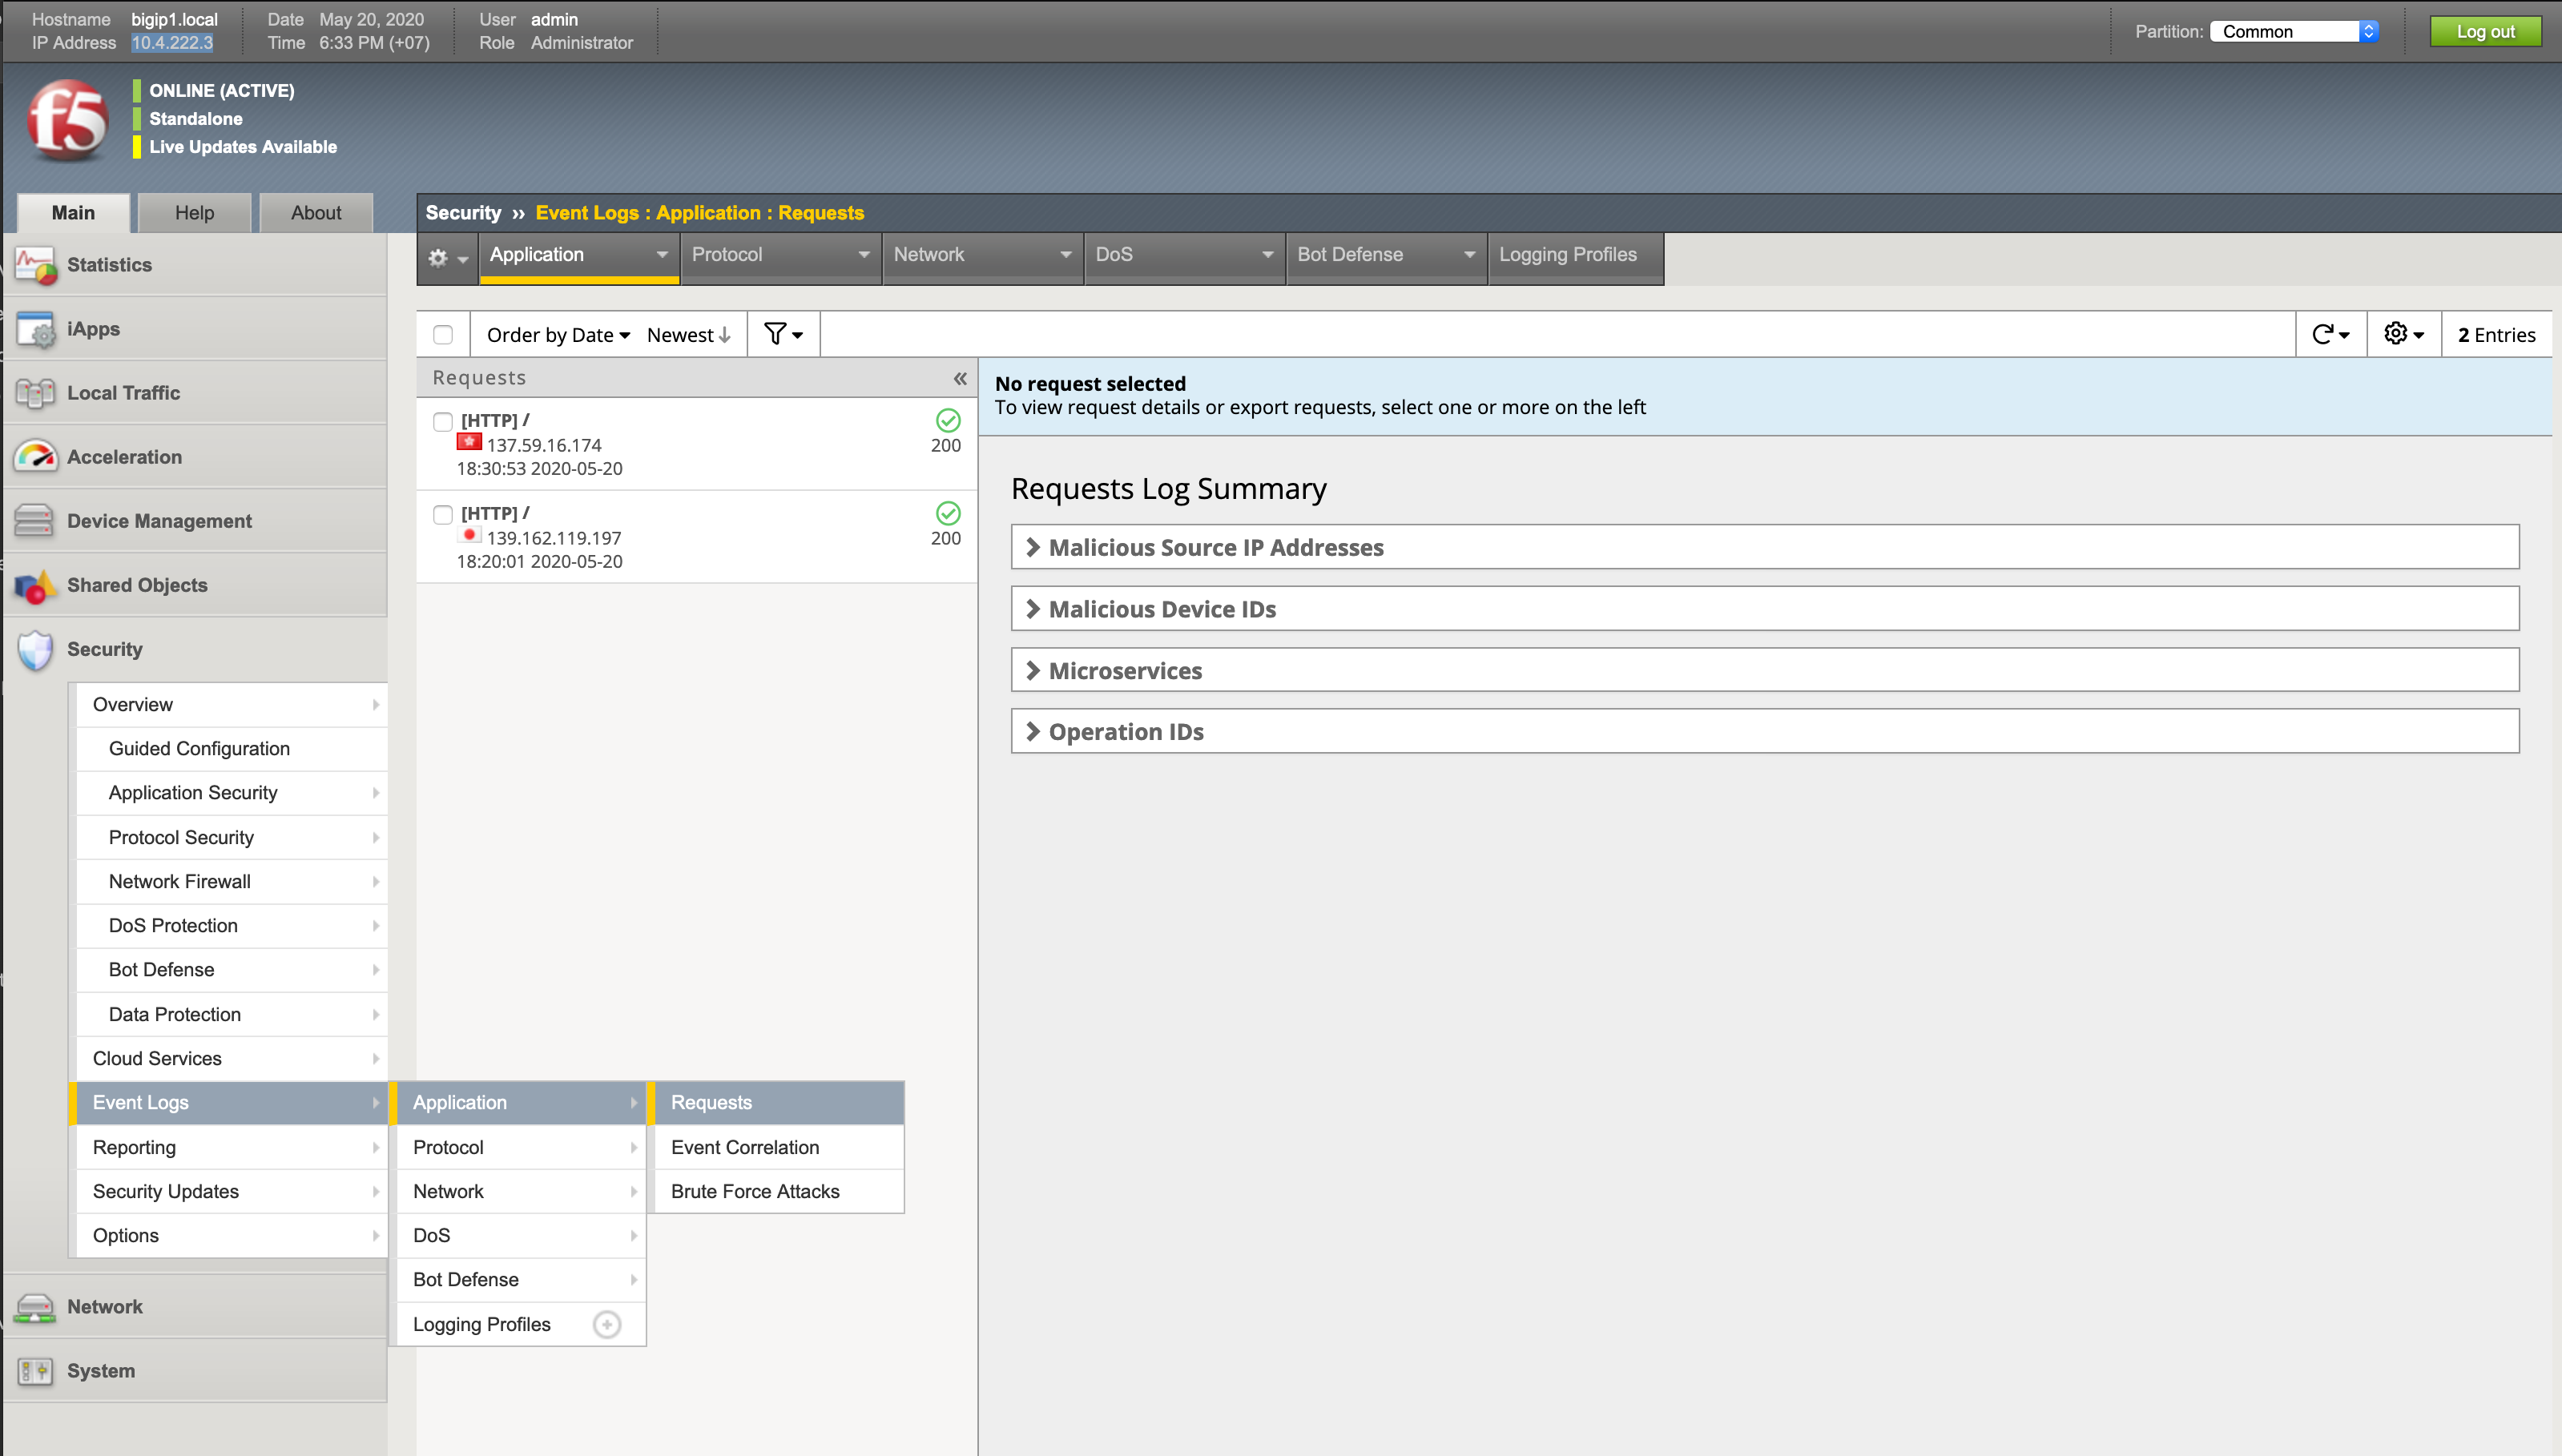 Hostname bigip1.local Date May 20, 2020 User admin
IP Address 10.4.222.3 Time 6:33 PM (+07) Role Administrator
Partition: Common Log out
f5
ONLINE (ACTIVE)
Standalone
Live Updates Available
Main Help About
Security ›› Event Logs : Application : Requests
Application Protocol Network DoS Bot Defense Logging Profiles
Statistics
iApps
Local Traffic
Acceleration
Device Management
Shared Objects
Security
Overview
Guided Configuration
Application Security
Protocol Security
Network Firewall
DoS Protection
Bot Defense
Data Protection
Cloud Services
Event Logs
Reporting
Security Updates
Options
Network
System
Application
Protocol
Network
DoS
Bot Defense
Logging Profiles
Requests
Event Correlation
Brute Force Attacks
Order by Date Newest 2 Entries
Requests «
[HTTP] /
137.59.16.174 200
18:30:53 2020-05-20
[HTTP] /
139.162.119.197 200
18:20:01 2020-05-20
No request selected
To view request details or export requests, select one or more on the left
Requests Log Summary
Malicious Source IP Addresses
Malicious Device IDs
Microservices
Operation IDs